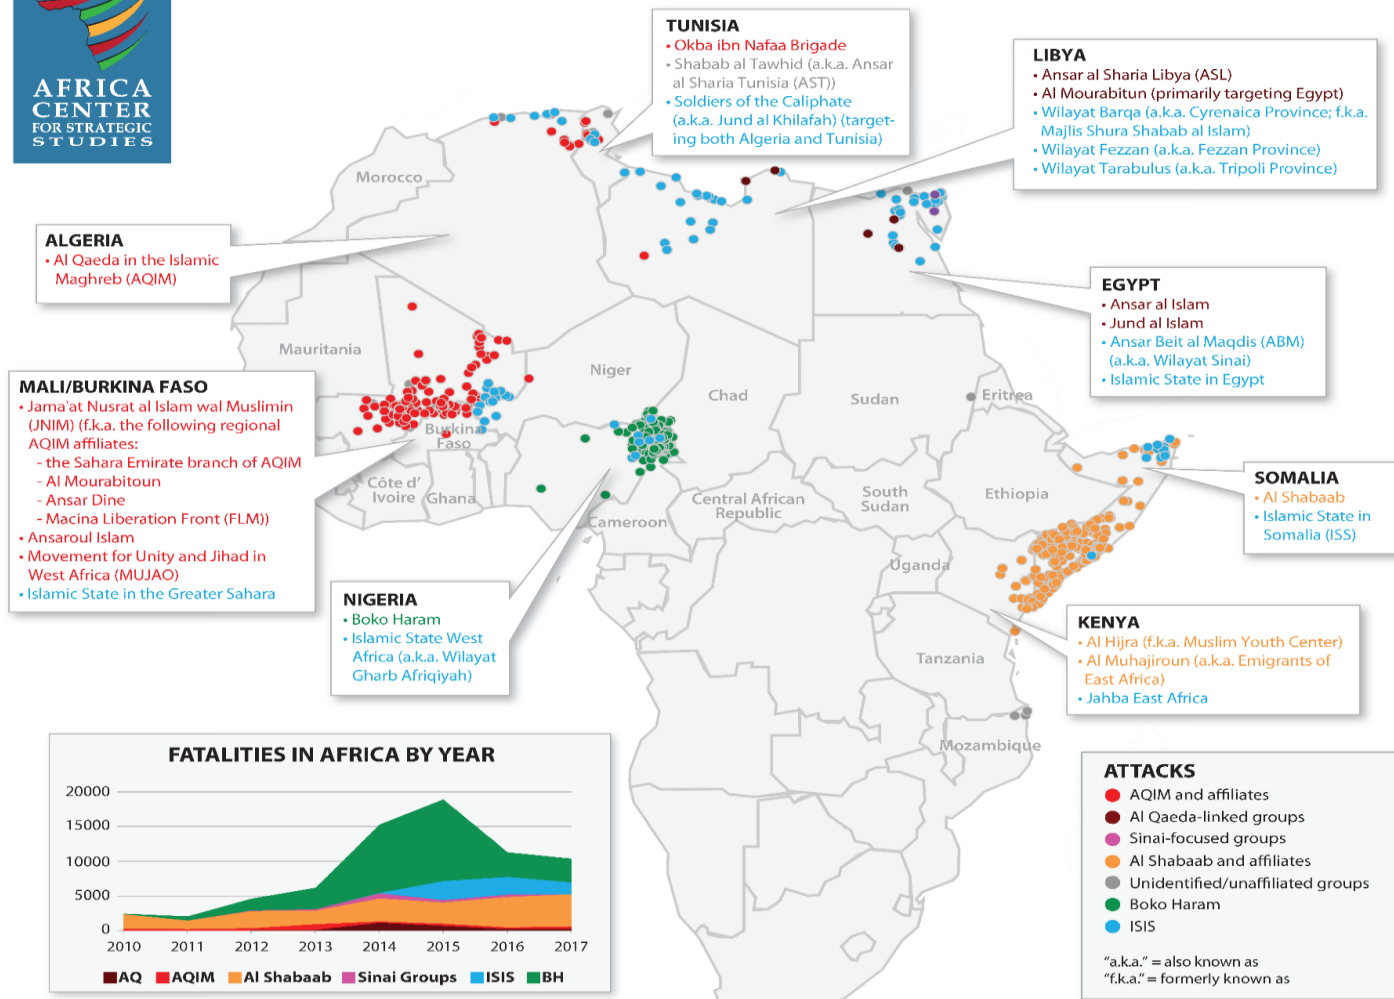 AFRICA
CENTER
FOR STRATEGIC
STUDIES
TUNISIA
• Okba ibn Nafaa Brigade
• Shabab al Tawhid (a.k.a. Ansar
al Sharia Tunisia (AST))
• Soldiers of the Caliphate
(a.k.a. Jund al Khilafah) (target-
ing both Algeria and Tunisia)
LIBYA
• Ansar al Sharia Libya (ASL)
• Al Mourabitun (primarily targeting Egypt)
• Wilayat Barqa (a.k.a. Cyrenaica Province; f.k.a.
Majlis Shura Shabab al Islam)
• Wilayat Fezzan (a.k.a. Fezzan Province)
• Wilayat Tarabulus (a.k.a. Tripoli Province)
Morocco
ALGERIA
• Al Qaeda in the Islamic
Maghreb (AQIM)
EGYPT
• Ansar al Islam
• Jund al Islam
• Ansar Beit al Maqdis (ABM)
(a.k.a. Wilayat Sinai)
• Islamic State in Egypt
Mauritania
Niger
Chad
Sudan
Eritrea
MALI/BURKINA FASO
• Jama'at Nusrat al Islam wal Muslimin
(JNIM) (f.k.a. the following regional
AQIM affiliates:
- the Sahara Emirate branch of AQIM
- Al Mourabitoun
- Ansar Dine
- Macina Liberation Front (FLM))
• Ansaroul Islam
• Movement for Unity and Jihad in
West Africa (MUJAO)
• Islamic State in the Greater Sahara
Burkina
Faso
Côte d'
Ivoire
Ghana
Cameroon
Central African
Republic
South
Sudan
Ethiopia
SOMALIA
• Al Shabaab
• Islamic State in
Somalia (ISS)
Uganda
NIGERIA
• Boko Haram
• Islamic State West
Africa (a.k.a. Wilayat
Gharb Afriqiyah)
KENYA
• Al Hijra (f.k.a. Muslim Youth Center)
• Al Muhajiroun (a.k.a. Emigrants of
East Africa)
• Jahba East Africa
Tanzania
Mozambique
FATALITIES IN AFRICA BY YEAR
20000
15000
10000
5000
0
2010 2011 2012 2013 2014 2015 2016 2017
AQ AQIM Al Shabaab Sinai Groups ISIS BH
ATTACKS
AQIM and affiliates
Al Qaeda-linked groups
Sinai-focused groups
Al Shabaab and affiliates
Unidentified/unaffiliated groups
Boko Haram
ISIS
"a.k.a." = also known as
"f.k.a." = formerly known as